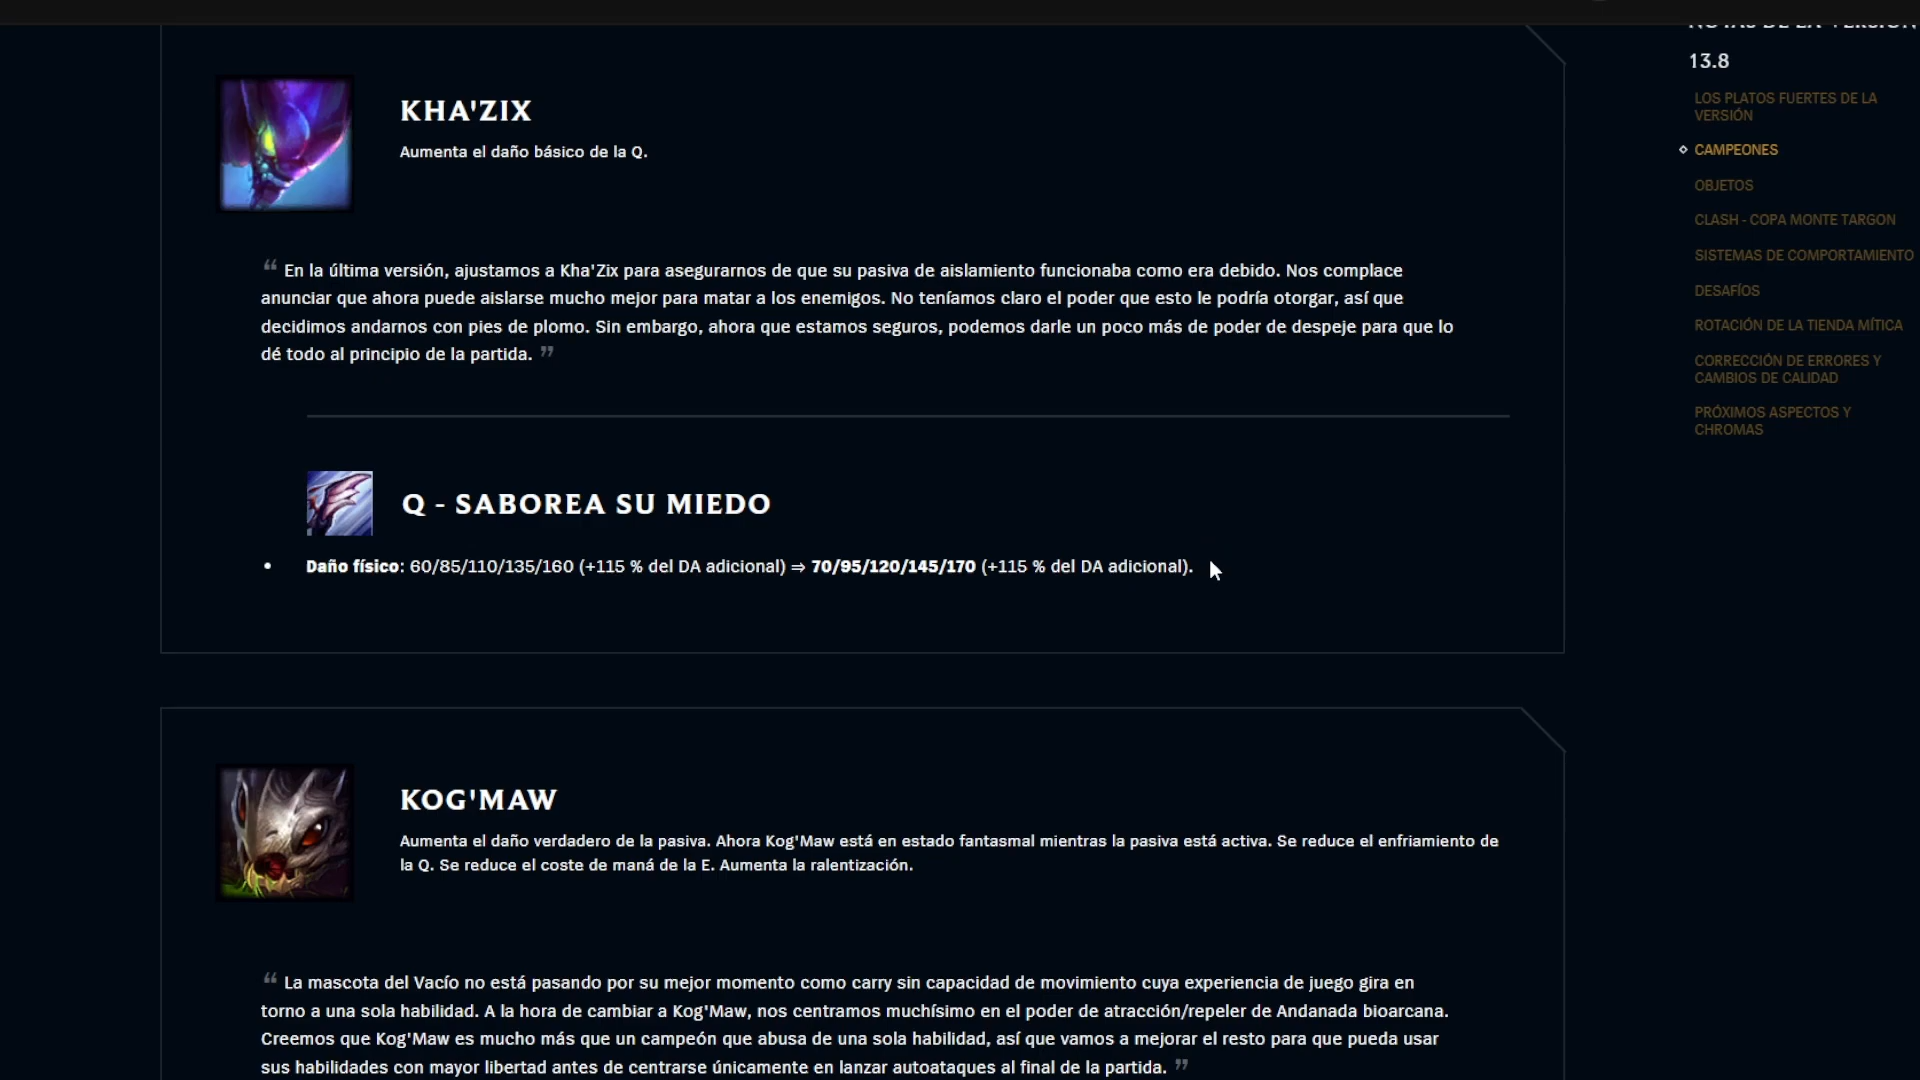 KHA'ZIX
Aumenta el daño básico de la Q.
“ En la última versión, ajustamos a Kha'Zix para asegurarnos de que su pasiva de aislamiento funcionaba como era debido. Nos complace
anunciar que ahora puede aislarse mucho mejor para matar a los enemigos. No teníamos claro el poder que esto le podría otorgar, así que
decidimos andarnos con pies de plomo. Sin embargo, ahora que estamos seguros, podemos darle un poco más de poder de despeje para que lo
dé todo al principio de la partida. ”
Q - SABOREA SU MIEDO
• Daño físico: 60/85/110/135/160 (+115 % del DA adicional) ⇒ 70/95/120/145/170 (+115 % del DA adicional).
KOG'MAW
Aumenta el daño verdadero de la pasiva. Ahora Kog'Maw está en estado fantasmal mientras la pasiva está activa. Se reduce el enfriamiento de
la Q. Se reduce el coste de maná de la E. Aumenta la ralentización.
“ La mascota del Vacío no está pasando por su mejor momento como carry sin capacidad de movimiento cuya experiencia de juego gira en
torno a una sola habilidad. A la hora de cambiar a Kog'Maw, nos centramos muchísimo en el poder de atracción/repeler de Andanada bioarcana.
Creemos que Kog'Maw es mucho más que un campeón que abusa de una sola habilidad, así que vamos a mejorar el resto para que pueda usar
sus habilidades con mayor libertad antes de centrarse únicamente en lanzar autoataques al final de la partida. ”
NOTAS DE LA VERSIÓN
13.8
LOS PLATOS FUERTES DE LA
VERSIÓN
CAMPEONES
OBJETOS
CLASH - COPA MONTE TARGON
SISTEMAS DE COMPORTAMIENTO
DESAFÍOS
ROTACIÓN DE LA TIENDA MÍTICA
CORRECCIÓN DE ERRORES Y
CAMBIOS DE CALIDAD
PRÓXIMOS ASPECTOS Y
CHROMAS